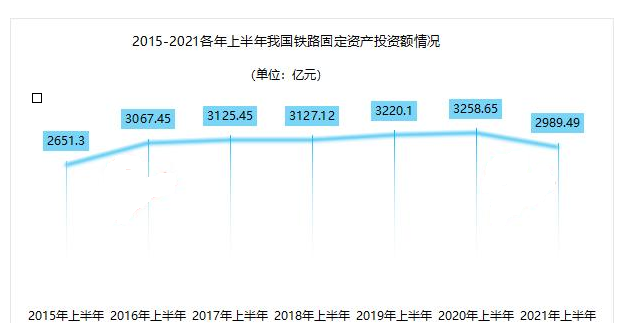 2015-2021各年上半年我国铁路固定资产投资额情况
(单位：亿元)
2651.3
3067.45
3125.45
3127.12
3220.1
3258.65
2989.49
2015年上半年 2016年上半年 2017年上半年 2018年上半年 2019年上半年 2020年上半年 2021年上半年